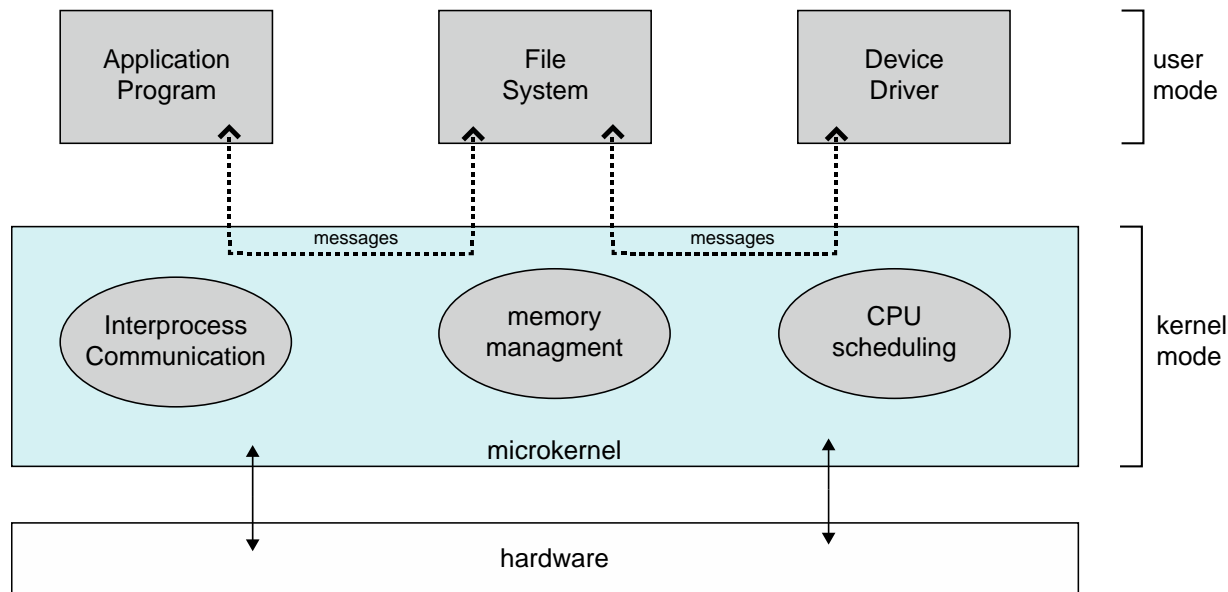 Application
Program
File
System
Device
Driver
user
mode
messages
messages
Interprocess
Communication
memory
managment
CPU
scheduling
kernel
mode
microkernel
hardware